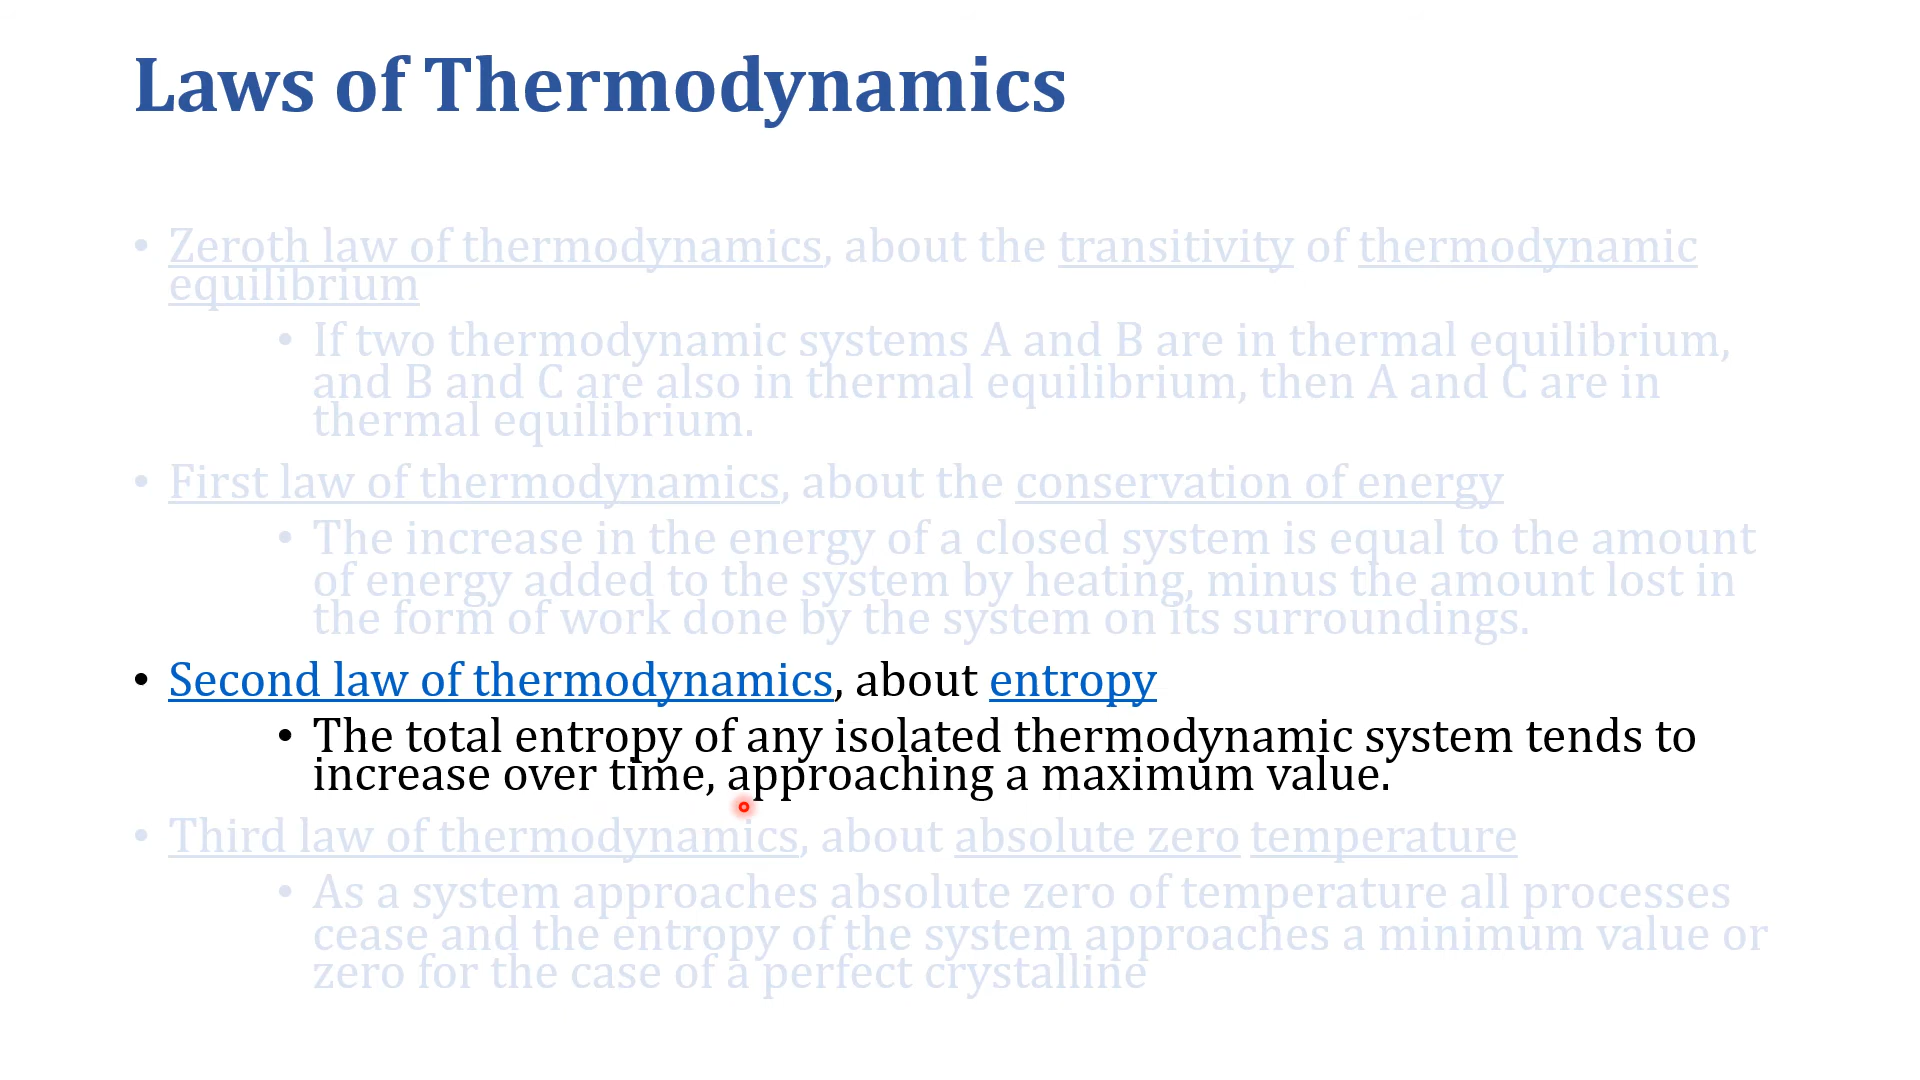 Laws of Thermodynamics
• Zeroth law of thermodynamics, about the transitivity of thermodynamic
equilibrium
• If two thermodynamic systems A and B are in thermal equilibrium,
and B and C are also in thermal equilibrium, then A and C are in
thermal equilibrium.
• First law of thermodynamics, about the conservation of energy
• The increase in the energy of a closed system is equal to the amount
of energy added to the system by heating, minus the amount lost in
the form of work done by the system on its surroundings.
• Second law of thermodynamics, about entropy
• The total entropy of any isolated thermodynamic system tends to
increase over time, approaching a maximum value.
• Third law of thermodynamics, about absolute zero temperature
• As a system approaches absolute zero of temperature all processes
cease and the entropy of the system approaches a minimum value or
zero for the case of a perfect crystalline